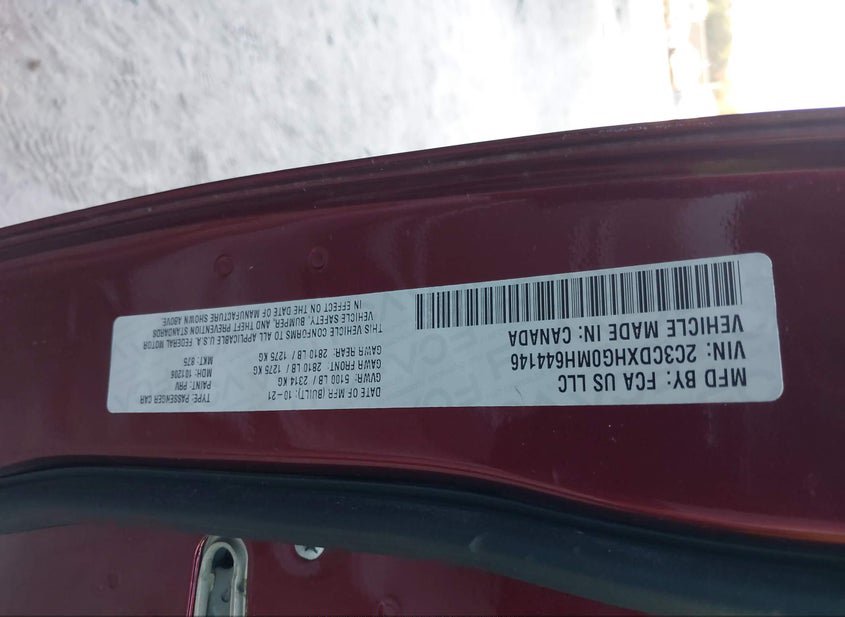 MFD BY: FCA US LLC
VIN: 2C3CDXHG0MH644146
VEHICLE MADE IN: CANADA
DATE OF MFR (BUILT): 10-21
GVWR: 5100 LB / 2314 KG
GAWR FRONT: 2810 LB / 1275 KG
GAWR REAR: 2810 LB / 1275 KG
THIS VEHICLE CONFORMS TO ALL APPLICABLE U.S.A. FEDERAL MOTOR
VEHICLE SAFETY, BUMPER, AND THEFT PREVENTION STANDARDS
IN EFFECT ON THE DATE OF MANUFACTURE SHOWN ABOVE.
TYPE: PASSENGER CAR
PAINT: PRV
MDH: 101206
MKT: 875